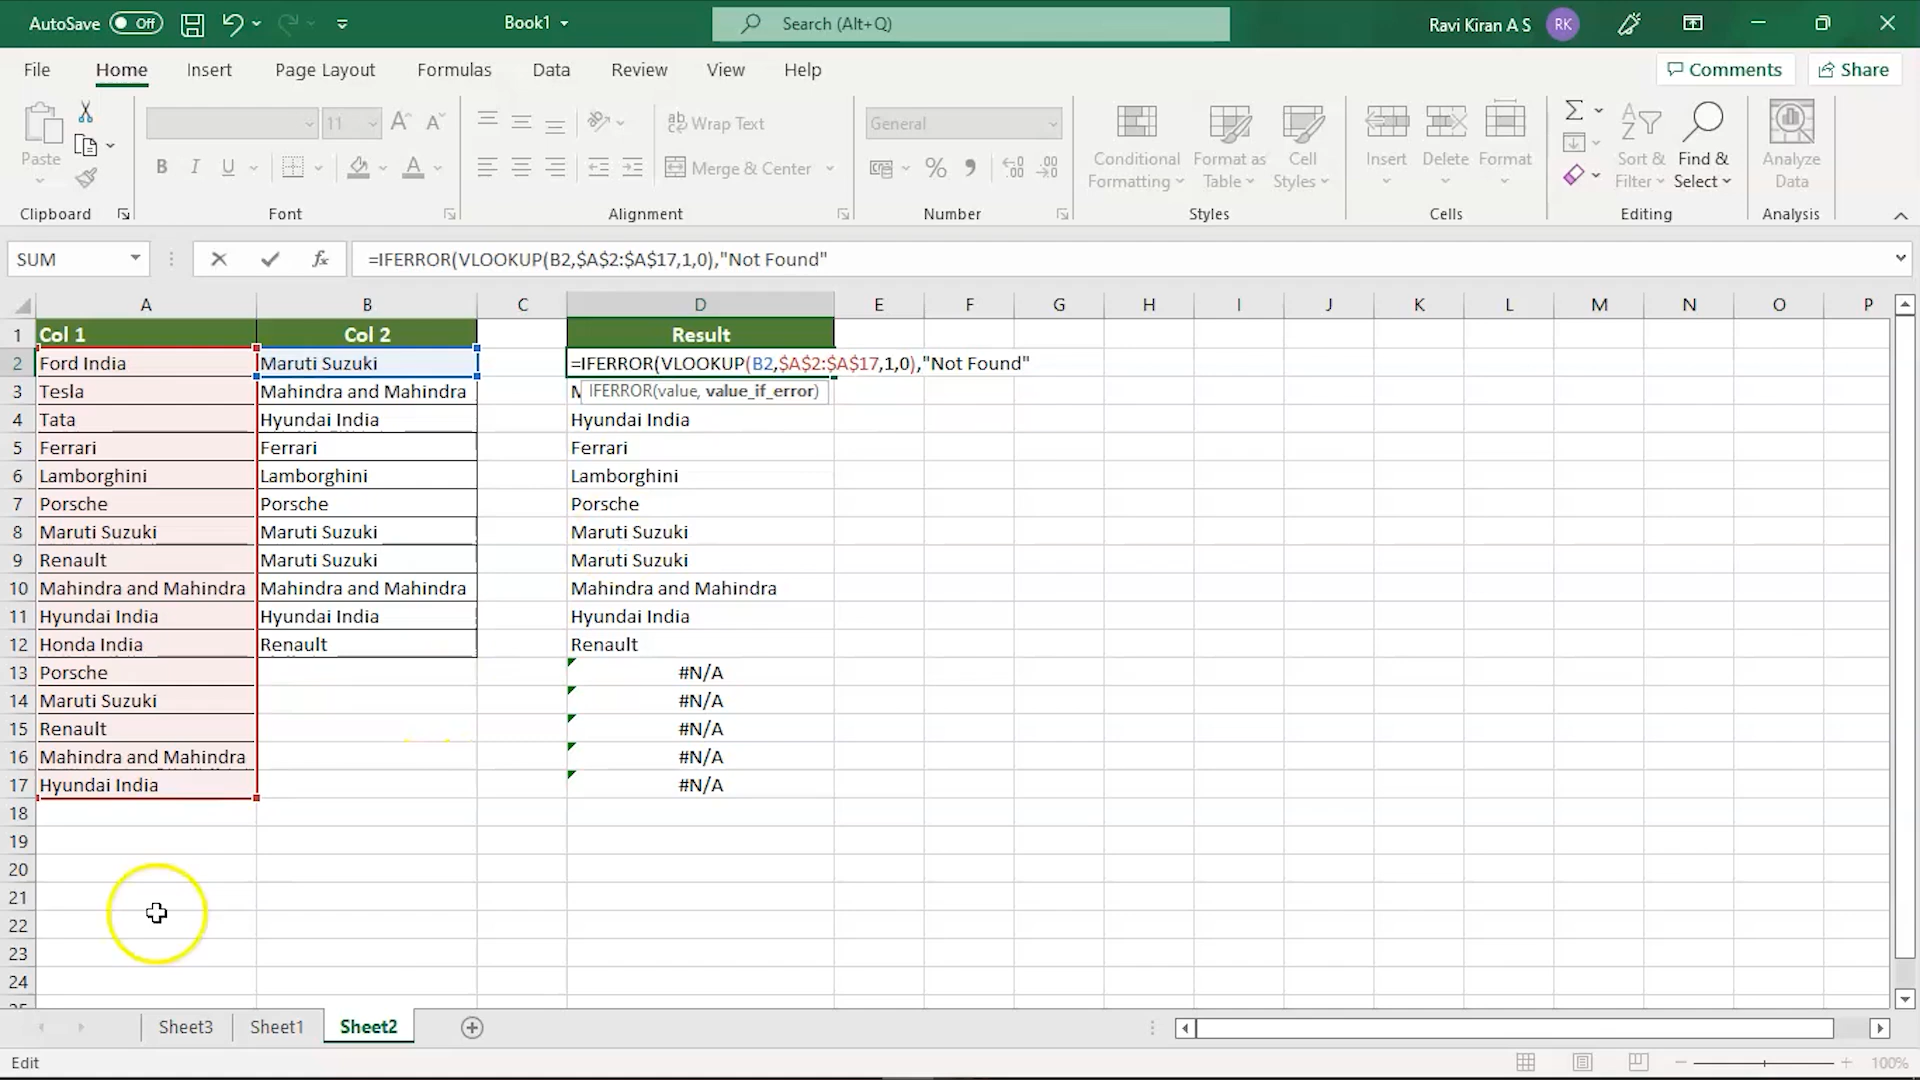 AutoSave Off Book1 Search (Alt+Q) Ravi Kiran A S RK
File Home Insert Page Layout Formulas Data Review View Help Comments Share
Paste 11 A A ab Wrap Text General Conditional Formatting Format as Table Cell Styles Insert Delete Format Sort & Filter Find & Select Analyze Data
B I U A Merge & Center % 
Clipboard Font Alignment Number Styles Cells Editing Analysis
SUM fx =IFERROR(VLOOKUP(B2,$A$2:$A$17,1,0),"Not Found"
A B C D E F G H I J K L M N O P
1 Col 1 Col 2 Result
2 Ford India Maruti Suzuki =IFERROR(VLOOKUP(B2,$A$2:$A$17,1,0),"Not Found"
3 Tesla Mahindra and Mahindra M IFERROR(value, value_if_error)
4 Tata Hyundai India Hyundai India
5 Ferrari Ferrari Ferrari
6 Lamborghini Lamborghini Lamborghini
7 Porsche Porsche Porsche
8 Maruti Suzuki Maruti Suzuki Maruti Suzuki
9 Renault Maruti Suzuki Maruti Suzuki
10 Mahindra and Mahindra Mahindra and Mahindra Mahindra and Mahindra
11 Hyundai India Hyundai India Hyundai India
12 Honda India Renault Renault
13 Porsche #N/A
14 Maruti Suzuki #N/A
15 Renault #N/A
16 Mahindra and Mahindra #N/A
17 Hyundai India #N/A
18
19
20
21
22
23
24
Sheet3 Sheet1 Sheet2
Edit 100%